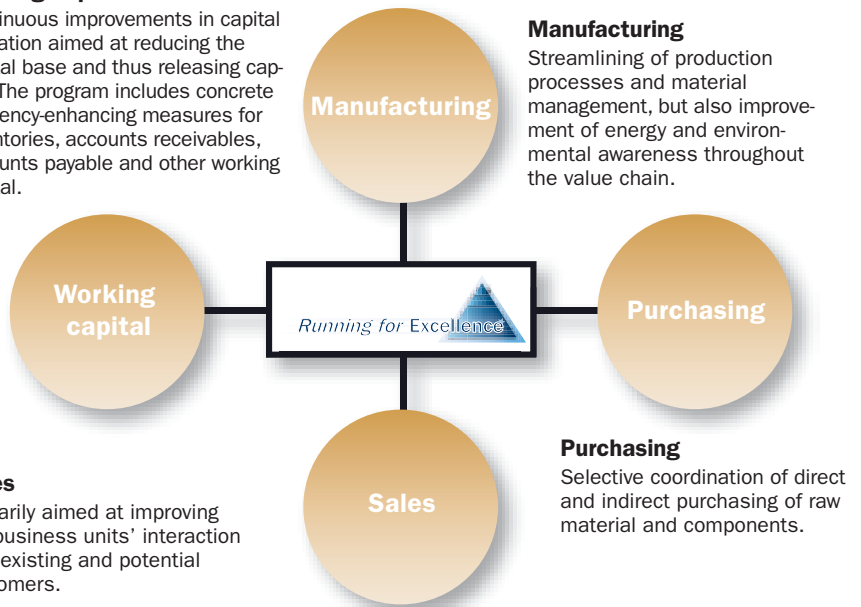 tinuous improvements in capital
ation aimed at reducing the
al base and thus releasing cap-
The program includes concrete
ency-enhancing measures for
ntories, accounts receivables,
unts payable and other working
al.
Manufacturing
Manufacturing
Streamlining of production
processes and material
management, but also improve-
ment of energy and environ-
mental awareness throughout
the value chain.
Working
capital
Running for Excellence
Purchasing
Purchasing
Selective coordination of direct
and indirect purchasing of raw
material and components.
Sales
es
arily aimed at improving
business units’ interaction
existing and potential
omers.